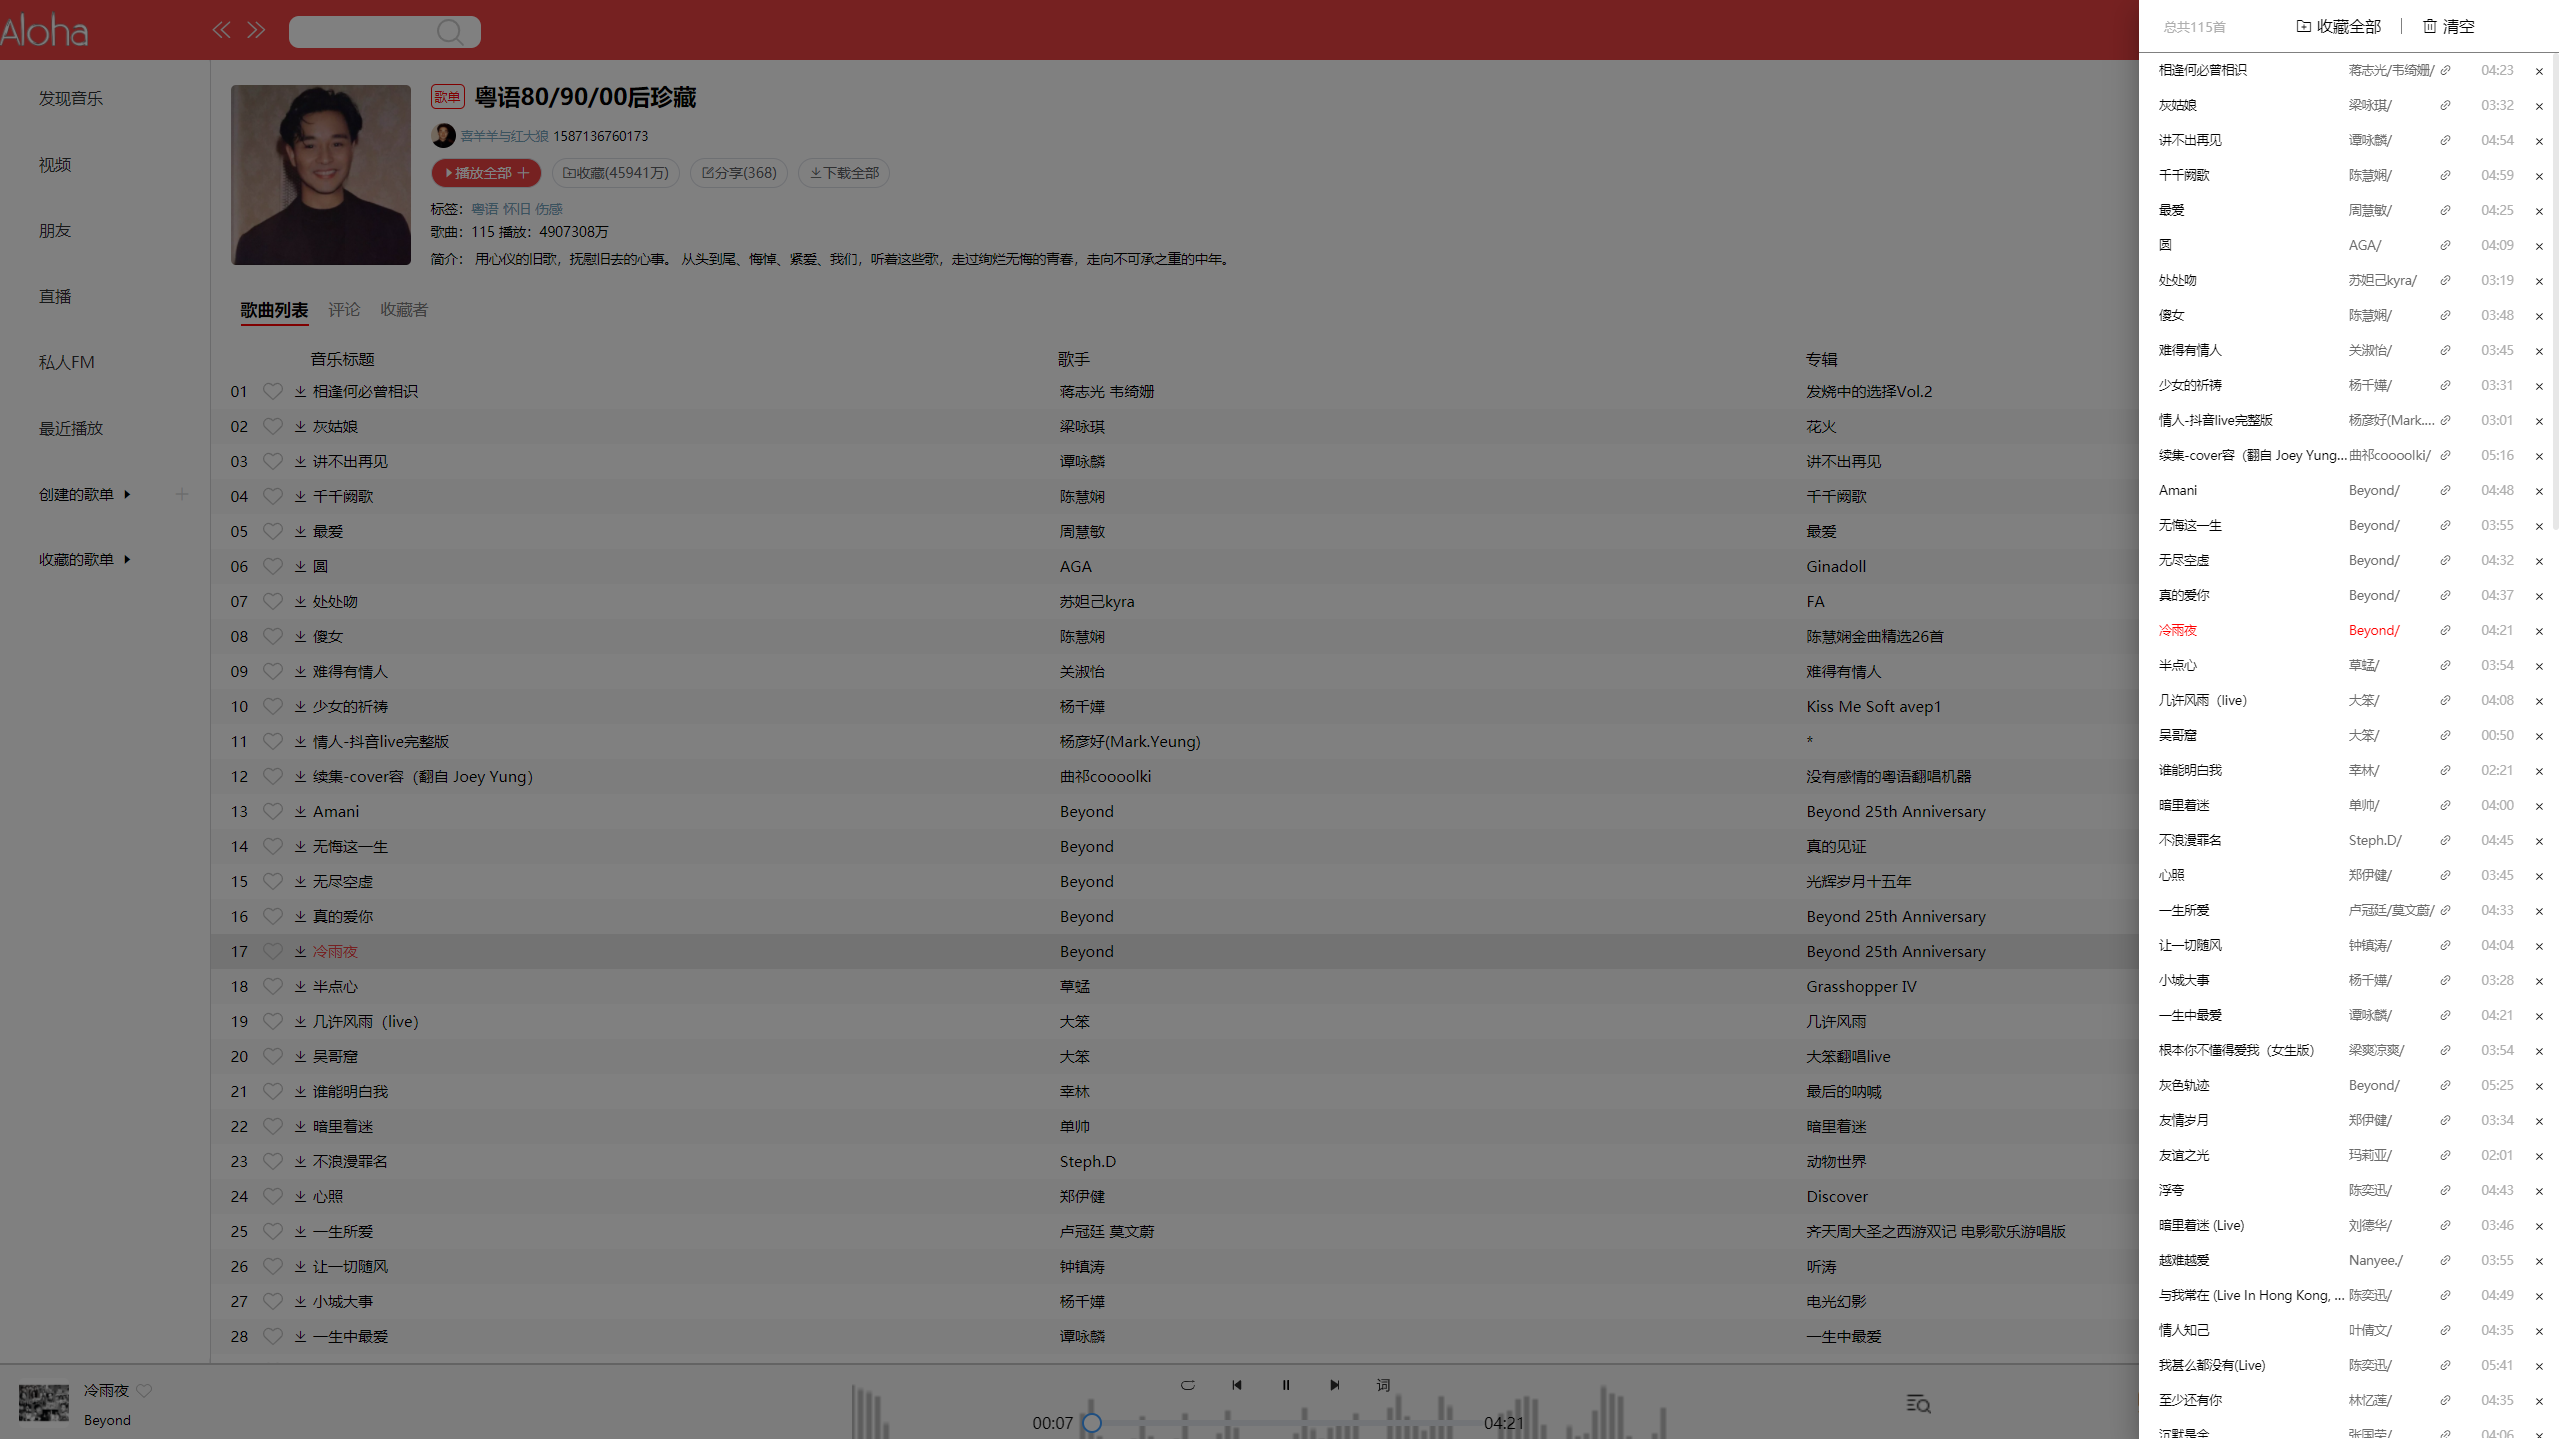 Aloha
发现音乐
视频
朋友
直播
私人FM
最近播放
创建的歌单
收藏的歌单
歌单 粤语80/90/00后珍藏
喜羊羊与红大狼 1587136760173
播放全部 收藏(45941万) 分享(368) 下载全部
标签：粤语 怀旧 伤感
歌曲：115 播放：4907308万
简介： 用心仪的旧歌，抚慰旧去的心事。 从头到尾、悔悼、紧爱、我们，听着这些歌，走过绚烂无悔的青春，走向不可承之重的中年。
歌曲列表 评论 收藏者
音乐标题 歌手 专辑
01 相逢何必曾相识 蒋志光 韦绮姗 发烧中的选择Vol.2
02 灰姑娘 梁咏琪 花火
03 讲不出再见 谭咏麟 讲不出再见
04 千千阙歌 陈慧娴 千千阙歌
05 最爱 周慧敏 最爱
06 圆 AGA Ginadoll
07 处处吻 苏妲己kyra FA
08 傻女 陈慧娴 陈慧娴金曲精选26首
09 难得有情人 关淑怡 难得有情人
10 少女的祈祷 杨千嬅 Kiss Me Soft avep1
11 情人-抖音live完整版 杨彦好(Mark.Yeung) *
12 续集-cover容（翻自 Joey Yung） 曲祁coooolki 没有感情的粤语翻唱机器
13 Amani Beyond Beyond 25th Anniversary
14 无悔这一生 Beyond 真的见证
15 无尽空虚 Beyond 光辉岁月十五年
16 真的爱你 Beyond Beyond 25th Anniversary
17 冷雨夜 Beyond Beyond 25th Anniversary
18 半点心 草蜢 Grasshopper IV
19 几许风雨（live） 大笨 几许风雨
20 吴哥窟 大笨 大笨翻唱live
21 谁能明白我 幸林 最后的呐喊
22 暗里着迷 单帅 暗里着迷
23 不浪漫罪名 Steph.D 动物世界
24 心照 郑伊健 Discover
25 一生所爱 卢冠廷 莫文蔚 齐天周大圣之西游双记 电影歌乐游唱版
26 让一切随风 钟镇涛 听涛
27 小城大事 杨千嬅 电光幻影
28 一生中最爱 谭咏麟 一生中最爱
总共115首 收藏全部 清空
相逢何必曾相识 蒋志光/韦绮姗/ 04:23
灰姑娘 梁咏琪/ 03:32
讲不出再见 谭咏麟/ 04:54
千千阙歌 陈慧娴/ 04:59
最爱 周慧敏/ 04:25
圆 AGA/ 04:09
处处吻 苏妲己kyra/ 03:19
傻女 陈慧娴/ 03:48
难得有情人 关淑怡/ 03:45
少女的祈祷 杨千嬅/ 03:31
情人-抖音live完整版 杨彦好(Mark.... 03:01
续集-cover容（翻自 Joey Yung... 曲祁coooolki/ 05:16
Amani Beyond/ 04:48
无悔这一生 Beyond/ 03:55
无尽空虚 Beyond/ 04:32
真的爱你 Beyond/ 04:37
冷雨夜 Beyond/ 04:21
半点心 草蜢/ 03:54
几许风雨（live） 大笨/ 04:08
吴哥窟 大笨/ 00:50
谁能明白我 幸林/ 02:21
暗里着迷 单帅/ 04:00
不浪漫罪名 Steph.D/ 04:45
心照 郑伊健/ 03:45
一生所爱 卢冠廷/莫文蔚/ 04:33
让一切随风 钟镇涛/ 04:04
小城大事 杨千嬅/ 03:28
一生中最爱 谭咏麟/ 04:21
根本你不懂得爱我（女生版） 梁爽凉爽/ 03:54
灰色轨迹 Beyond/ 05:25
友情岁月 郑伊健/ 03:34
友谊之光 玛莉亚/ 02:01
浮夸 陈奕迅/ 04:43
暗里着迷 (Live) 刘德华/ 03:46
越难越爱 Nanyee./ 03:55
与我常在 (Live In Hong Kong, ... 陈奕迅/ 04:49
情人知己 叶倩文/ 04:35
我甚么都没有(Live) 陈奕迅/ 05:41
至少还有你 林忆莲/ 04:35
沉默是金 张国荣/ 04:06
冷雨夜
Beyond
词
00:07 04:21